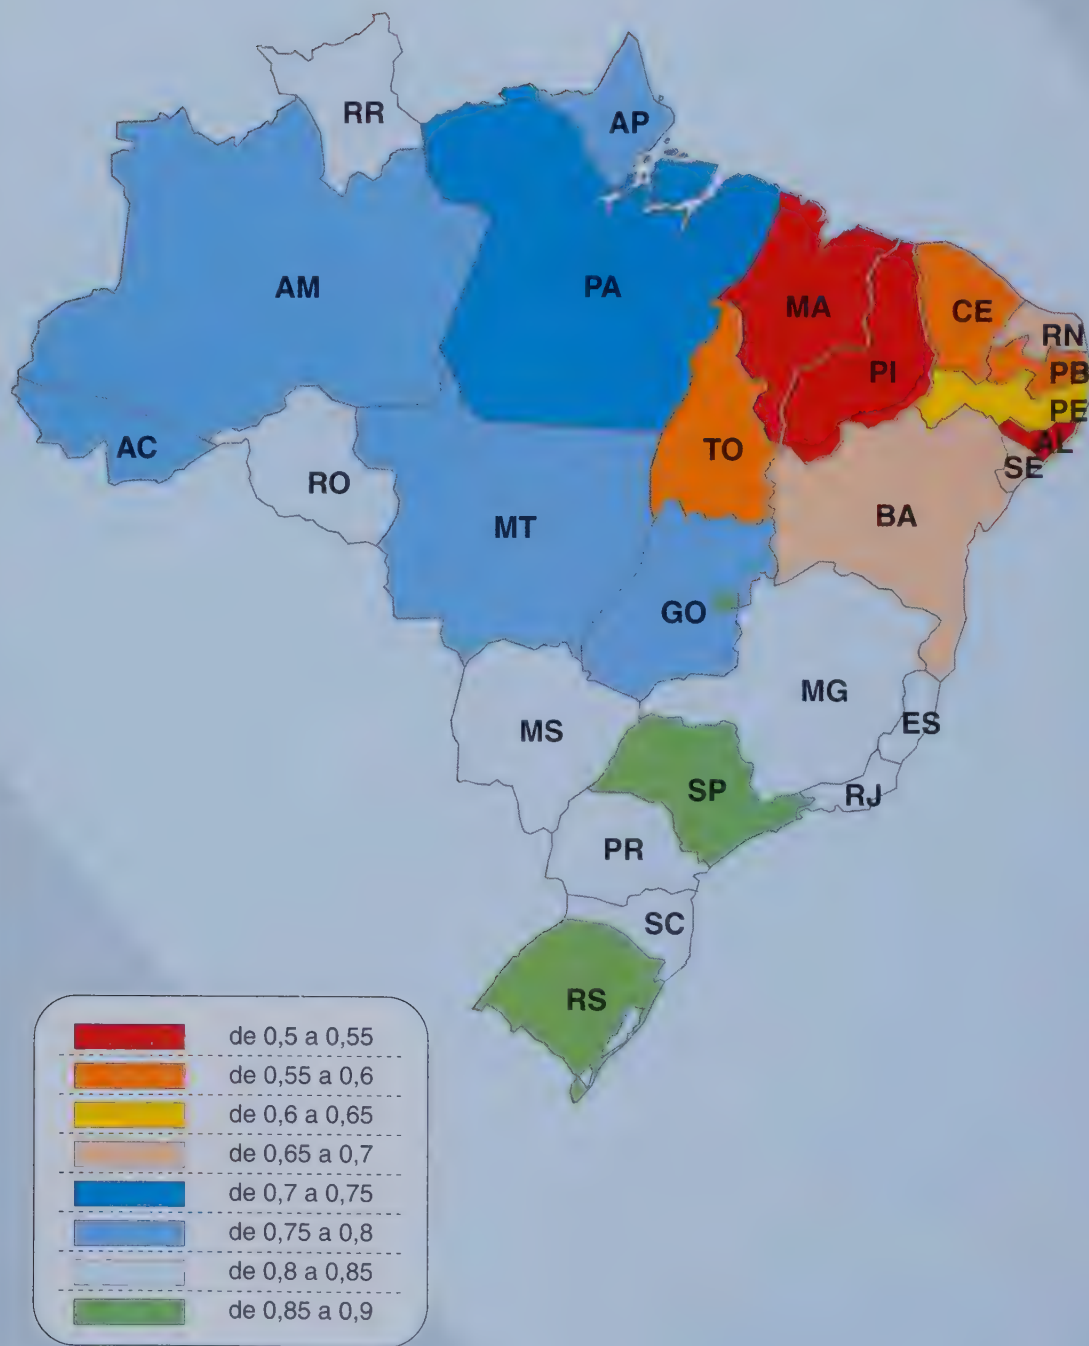 RR
AP
AM
PA
MA
CE
RN
PI
PB
PE
AC
TO
AL
SE
RO
BA
MT
GO
MG
ES
MS
SP
RJ
PR
SC
RS
de 0,5 a 0,55
de 0,55 a 0,6
de 0,6 a 0,65
de 0,65 a 0,7
de 0,7 a 0,75
de 0,75 a 0,8
de 0,8 a 0,85
de 0,85 a 0,9